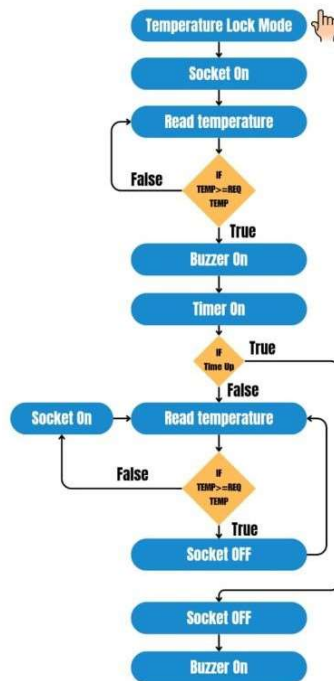 Temperature Lock Mode
Socket On
Read temperature
IF
TEMP>=REQ
TEMP
False
True
Buzzer On
Timer On
IF
Time Up
True
False
Socket On
Read temperature
IF
TEMP>=REQ
TEMP
False
True
Socket OFF
Socket OFF
Buzzer On